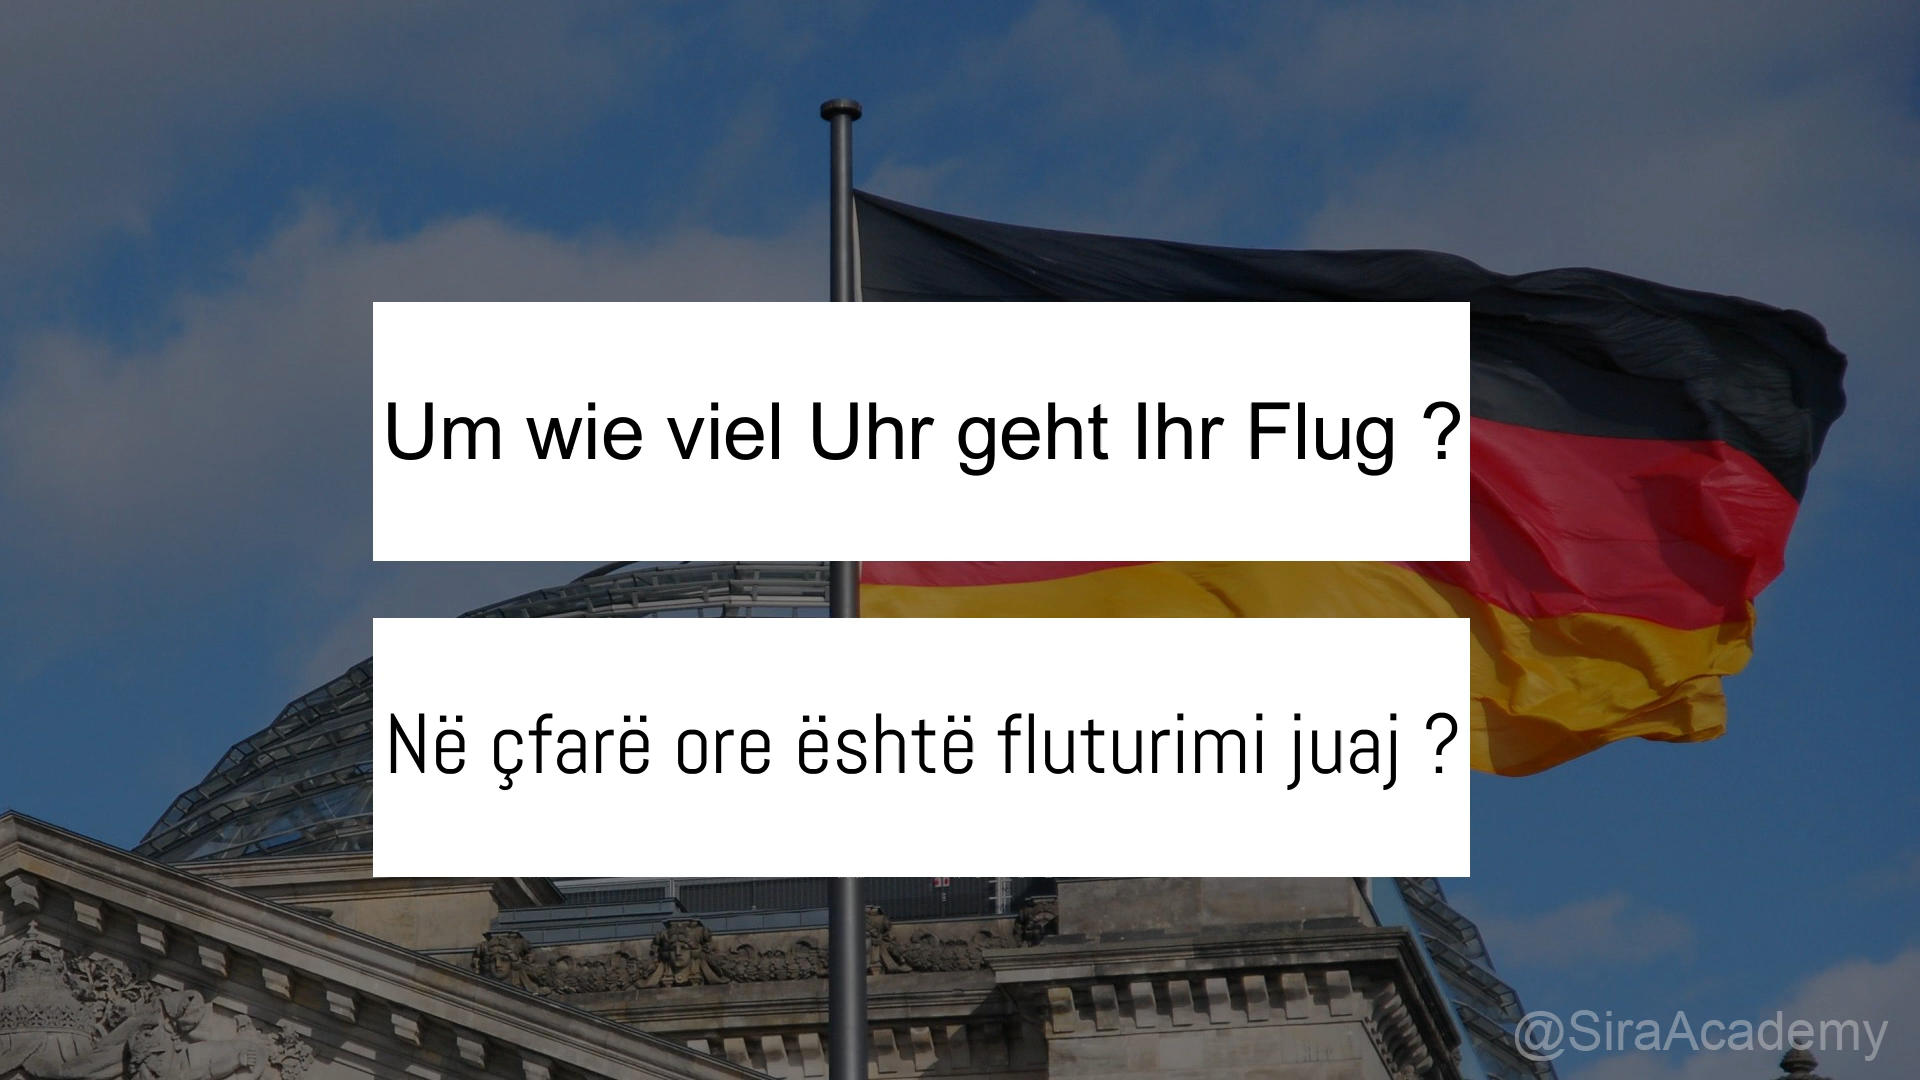 Um wie viel Uhr geht Ihr Flug ?
Në çfarë ore është fluturimi juaj ?
@SiraAcademy